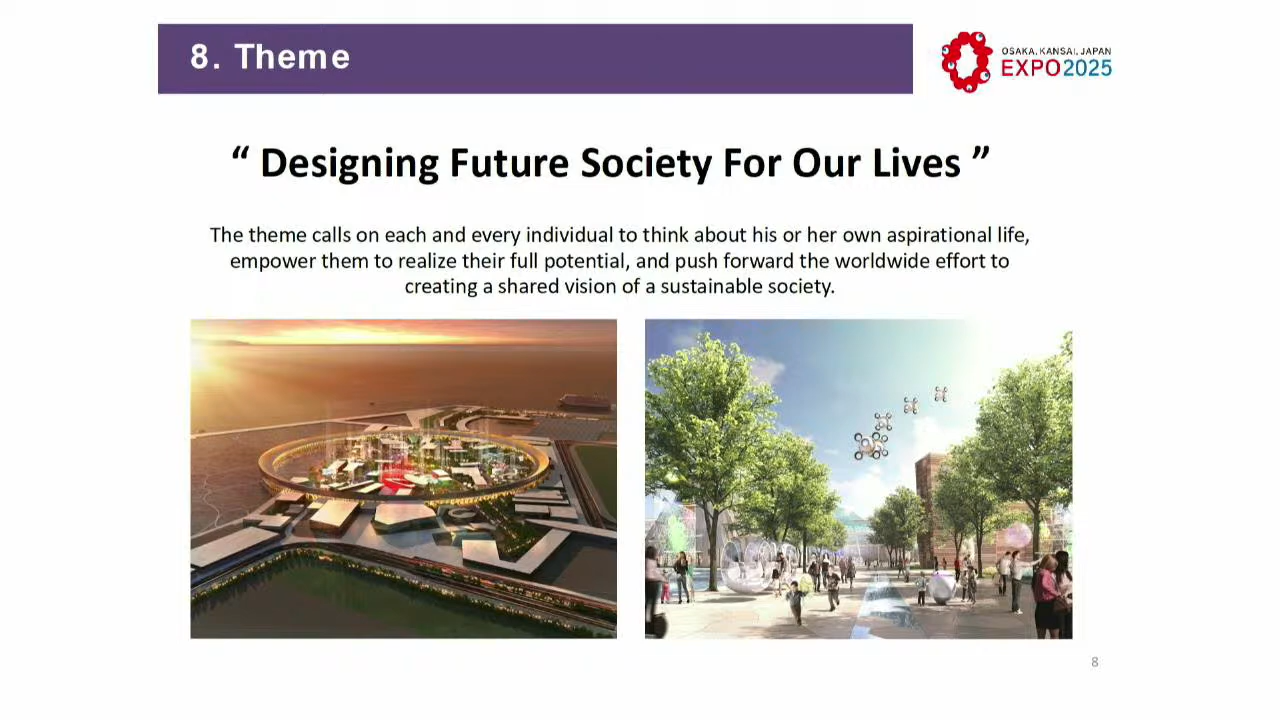 8. Theme
OSAKA, KANSAI, JAPAN
EXPO2025
“ Designing Future Society For Our Lives ”
The theme calls on each and every individual to think about his or her own aspirational life,
empower them to realize their full potential, and push forward the worldwide effort to
creating a shared vision of a sustainable society.
8